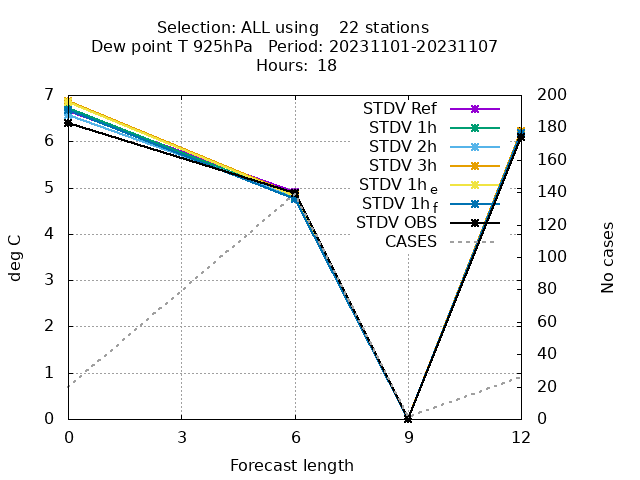 Selection: ALL using    22 stations
Dew point T 925hPa   Period: 20231101-20231107
Hours: 18
STDV Ref
STDV 1h
STDV 2h
STDV 3h
STDV 1h e
STDV 1h f
STDV OBS
CASES
deg C
7
6
5
4
3
2
1
0
200
180
160
140
120
100
80
60
40
20
0
No cases
0 3 6 9 12
Forecast length